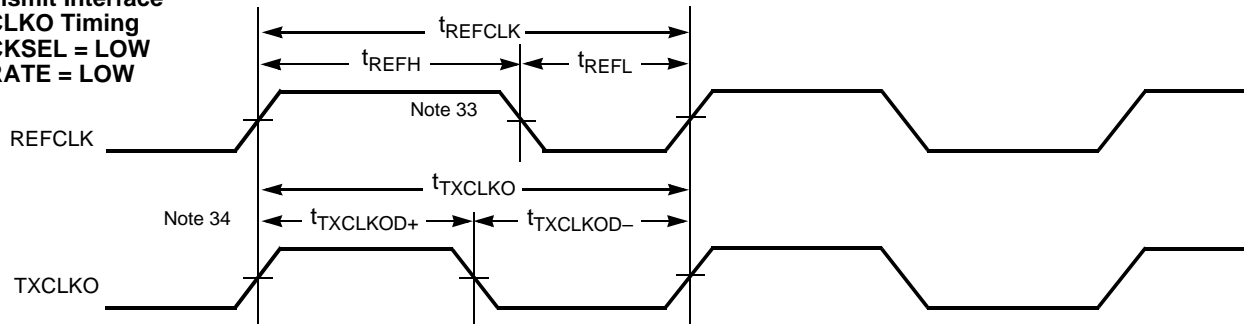 CLKO Timing
CKSEL = LOW
RATE = LOW
tREFCLK
tREFH
tREFL
Note 33
REFCLK
tTXCLKO
Note 34
tTXCLKOD+
tTXCLKOD–
TXCLKO